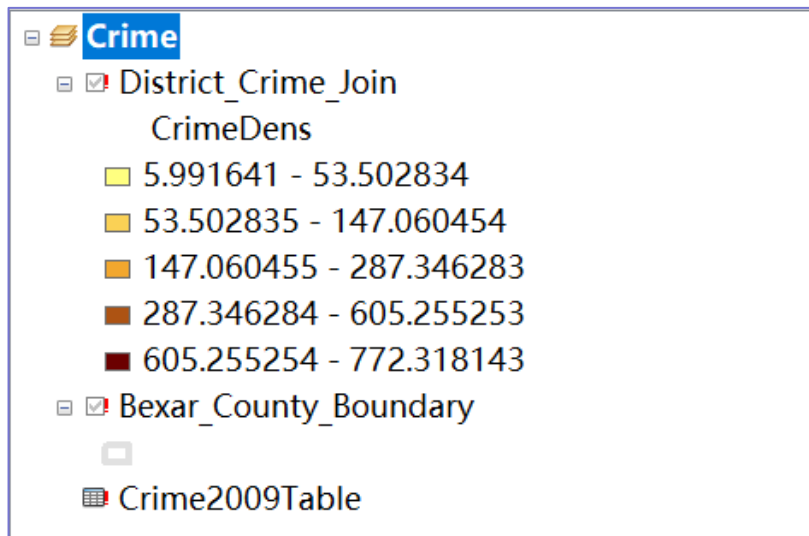 Crime
District_Crime_Join
CrimeDens
5.991641 - 53.502834
53.502835 - 147.060454
147.060455 - 287.346283
287.346284 - 605.255253
605.255254 - 772.318143
Bexar_County_Boundary
Crime2009Table